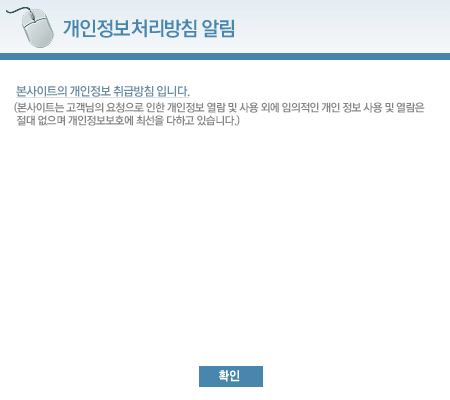 개인정보처리방침 알림
본사이트의 개인정보 취급방침 입니다.
(본사이트는 고객님의 요청으로 인한 개인정보 열람 및 사용 외에 임의적인 개인 정보 사용 및 열람은
절대 없으며 개인정보보호에 최선을 다하고 있습니다.)
확인